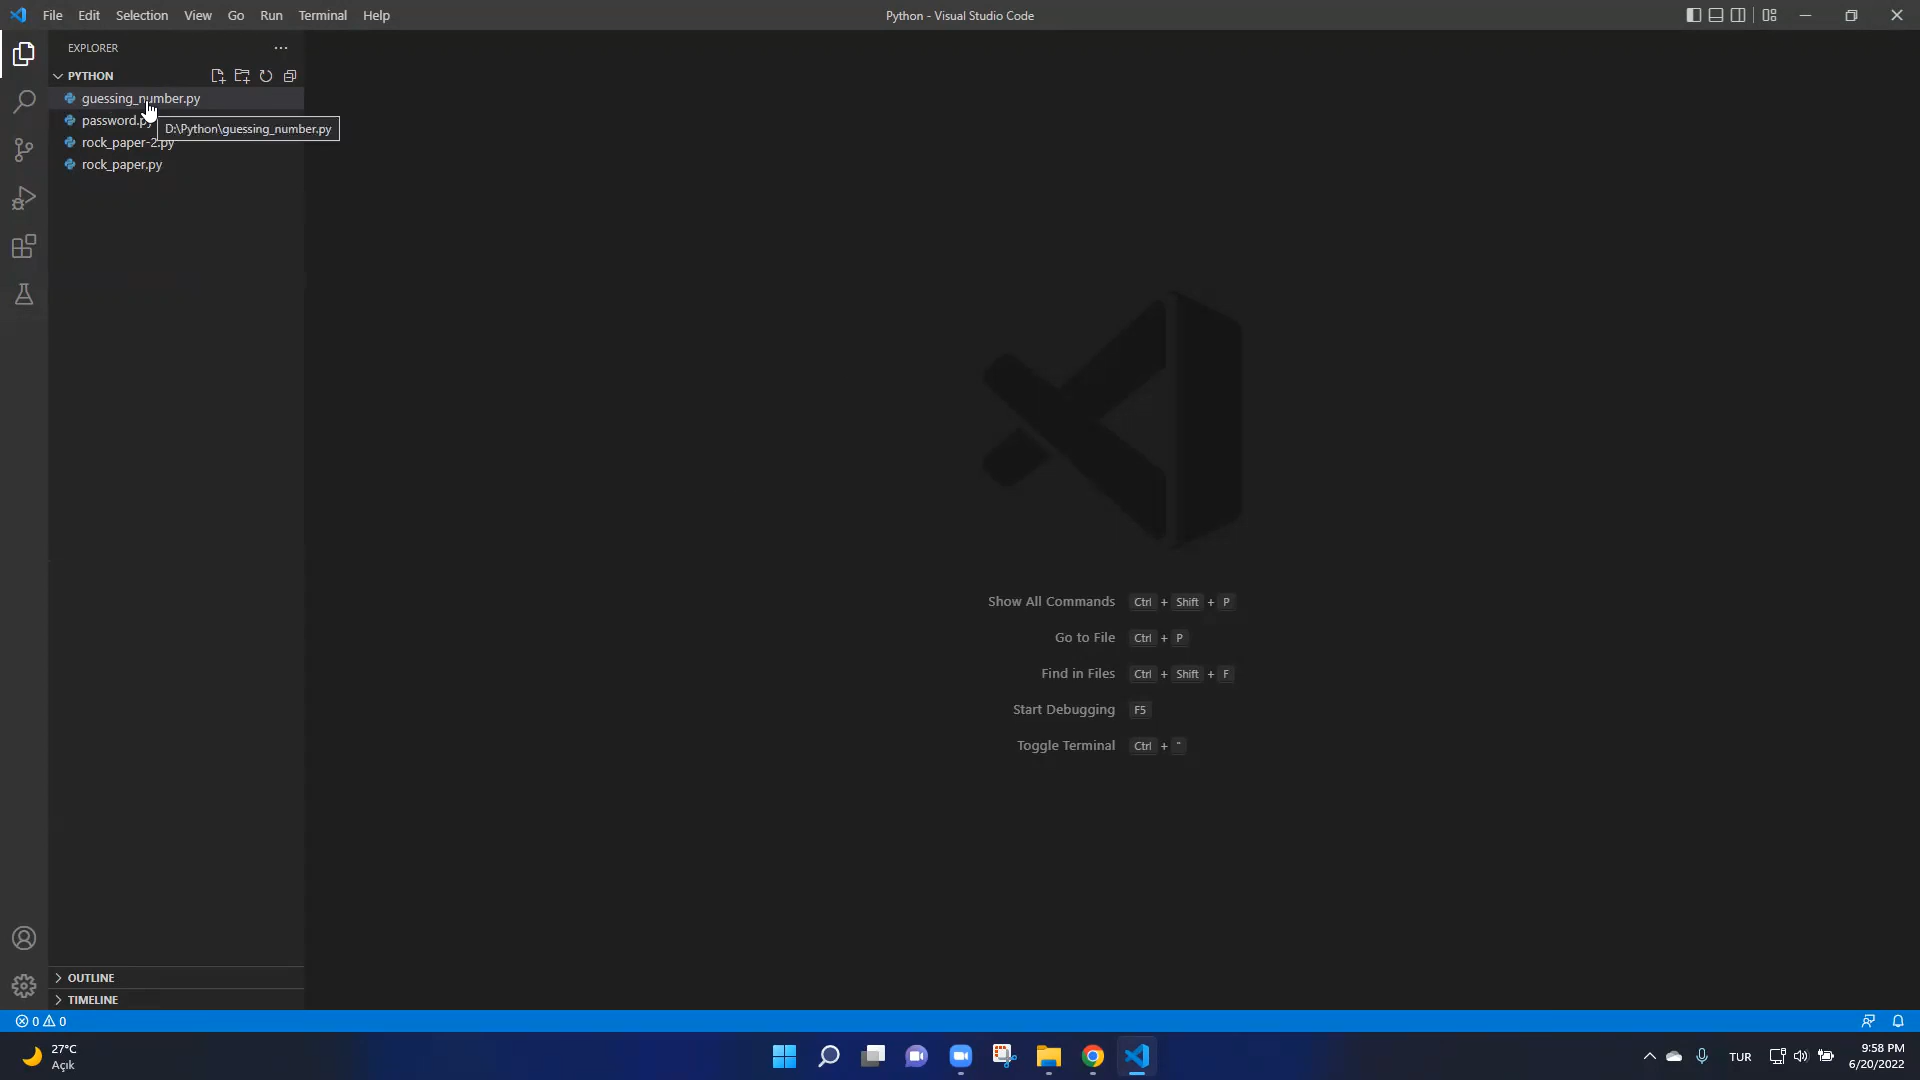 File Edit Selection View Go Run Terminal Help
Python - Visual Studio Code
EXPLORER
PYTHON
guessing_number.py
password.py
D:\Python\guessing_number.py
rock_paper-2.py
rock_paper.py
Show All Commands Ctrl + Shift + P
Go to File Ctrl + P
Find in Files Ctrl + Shift + F
Start Debugging F5
Toggle Terminal Ctrl + "
OUTLINE
TIMELINE
0 0
27°C
Açık
TUR
9:58 PM
6/20/2022